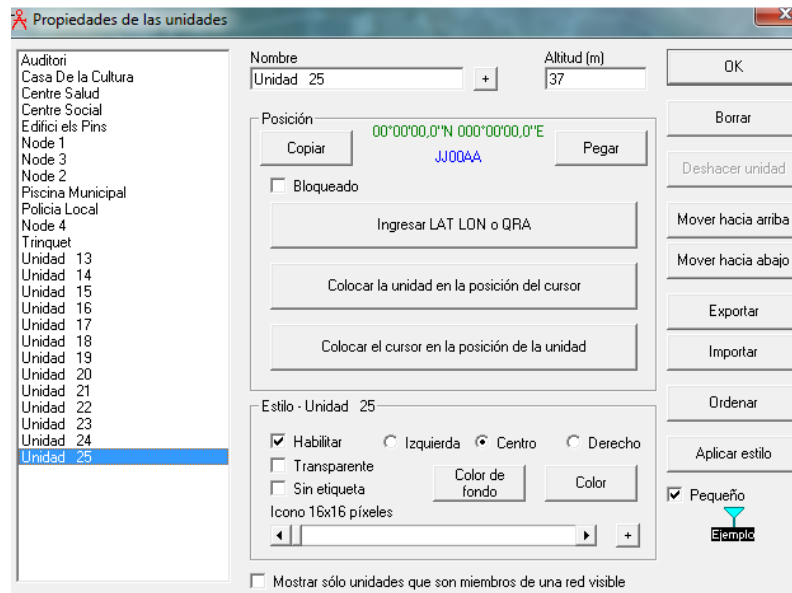 Propiedades de las unidades
Auditori
Casa De la Cultura
Centre Salud
Centre Social
Edifici els Pins
Node 1
Node 3
Node 2
Piscina Municipal
Policia Local
Node 4
Trinquet
Unidad 13
Unidad 14
Unidad 15
Unidad 16
Unidad 17
Unidad 18
Unidad 19
Unidad 20
Unidad 21
Unidad 22
Unidad 23
Unidad 24
Unidad 25
Nombre
Unidad 25
+
Altitud (m)
37
Posición
Copiar
00°00'00,0''N 000°00'00,0''E
JJ00AA
Pegar
Bloqueado
Ingresar LAT LON o QRA
Colocar la unidad en la posición del cursor
Colocar el cursor en la posición de la unidad
Estilo - Unidad 25
Habilitar
Izquierda
Centro
Derecho
Transparente
Sin etiqueta
Color de
fondo
Color
Icono 16x16 píxeles
+
Mostrar sólo unidades que son miembros de una red visible
OK
Borrar
Deshacer unidad
Mover hacia arriba
Mover hacia abajo
Exportar
Importar
Ordenar
Aplicar estilo
Pequeño
Ejemplo